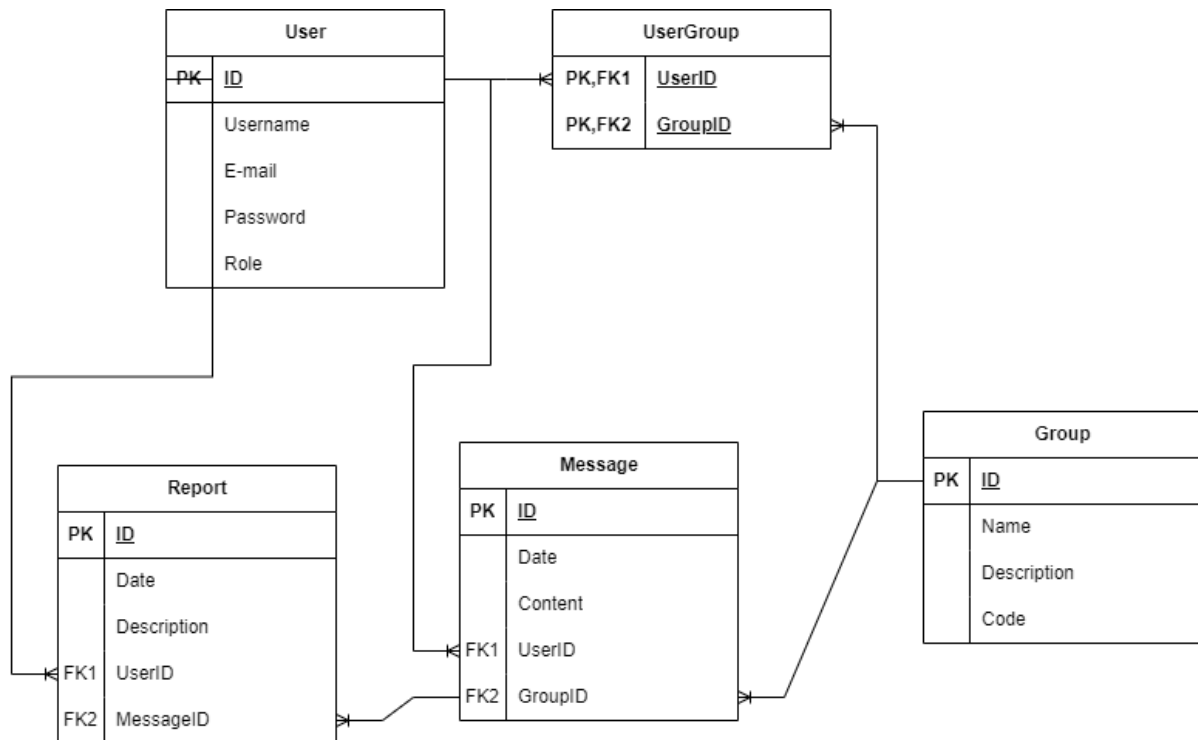 User
PK ID
Username
E-mail
Password
Role
UserGroup
PK,FK1 UserID
PK,FK2 GroupID
Report
PK ID
Date
Description
FK1 UserID
FK2 MessageID
Message
PK ID
Date
Content
FK1 UserID
FK2 GroupID
Group
PK ID
Name
Description
Code